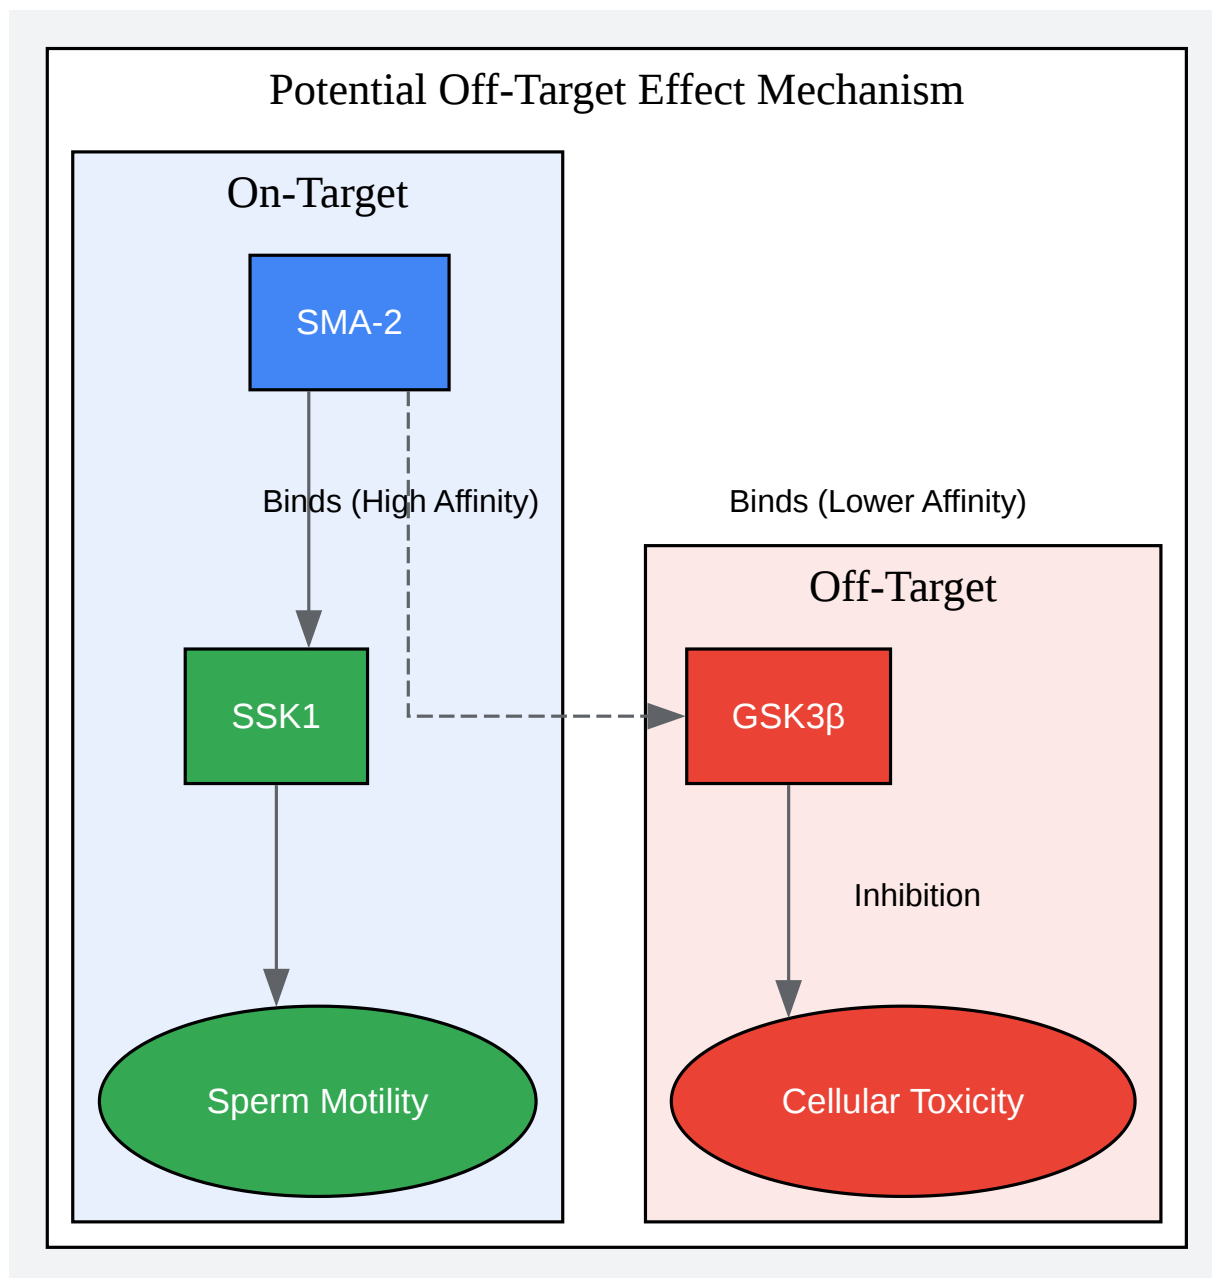 Potential Off-Target Effect Mechanism
On-Target
SMA-2
Binds (High Affinity)
Binds (Lower Affinity)
Off-Target
SSK1
GSK3β
Inhibition
Sperm Motility
Cellular Toxicity